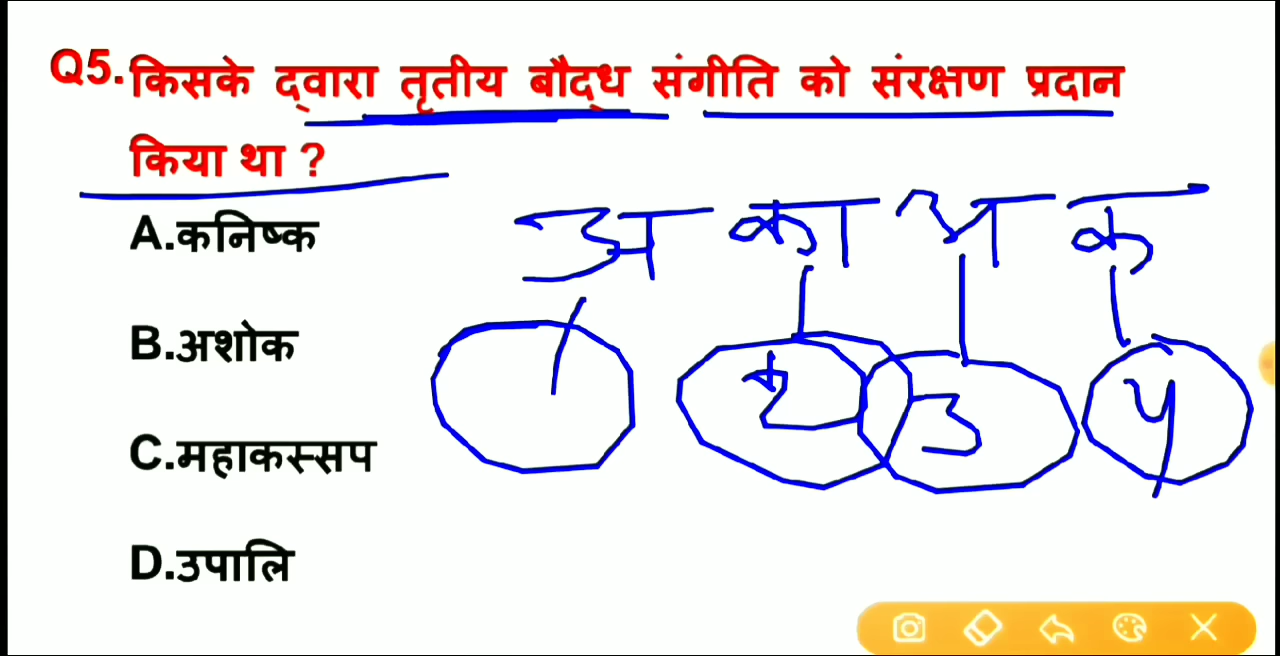 Q5. किसके द्वारा तृतीय बौद्ध संगीति को संरक्षण प्रदान
किया था ?
A.कनिष्क
अ का अ क
B.अशोक
1 2 3 4
C.महाकस्सप
D.उपालि